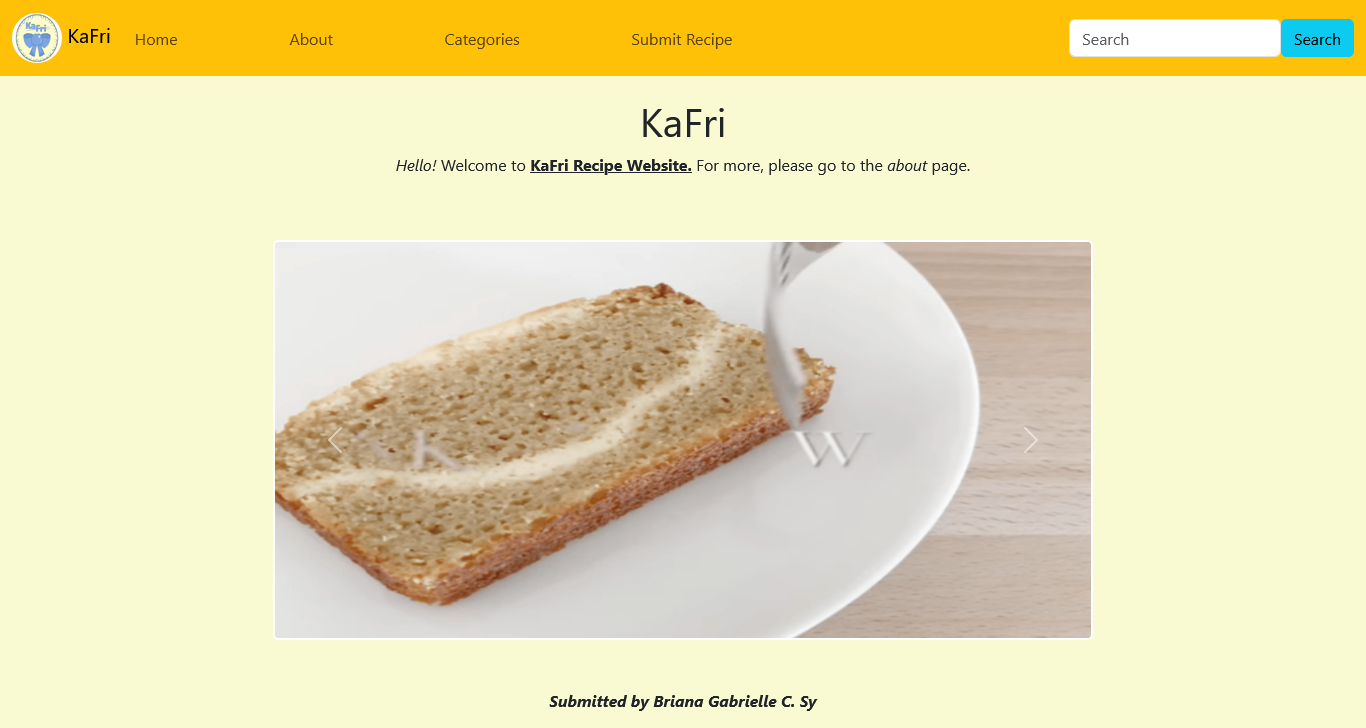 KaFri
KaFri
Home
About
Categories
Submit Recipe
Search
Search
KaFri
Hello! Welcome to KaFri Recipe Website. For more, please go to the about page.
K
W
Submitted by Briana Gabrielle C. Sy